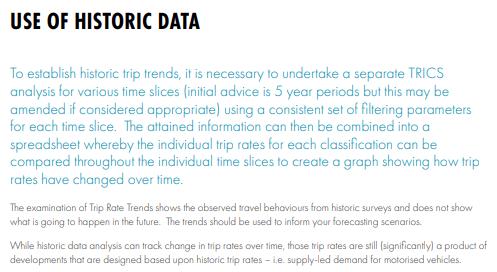 USE OF HISTORIC DATA
To establish historic trip trends, it is necessary to undertake a separate TRICS
analysis for various time slices (initial advice is 5 year periods but this may be
amended if considered appropriate) using a consistent set of filtering parameters
for each time slice.  The attained information can then be combined into a
spreadsheet whereby the individual trip rates for each classification can be
compared throughout the individual time slices to create a graph showing how trip
rates have changed over time.
The examination of Trip Rate Trends shows the observed travel behaviours from historic surveys and does not show
what is going to happen in the future.  The trends should be used to inform your forecasting scenarios.
While historic data analysis can track change in trip rates over time, those trip rates are still (significantly) a product of
developments that are designed based upon historic trip rates – i.e. supply-led demand for motorised vehicles.